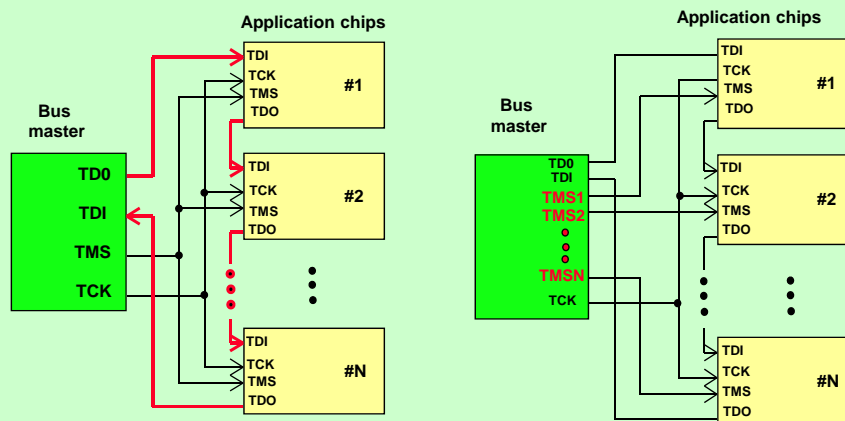 Application chips
TDI
TCK
TMS
TDO
#1
Bus
master
TD0
TDI
TMS
TCK
TDI
TCK
TMS
TDO
#2
TDI
TCK
TMS
TDO
#N
Application chips
TDI
TCK
TMS
TDO
#1
Bus
master
TD0
TDI
TMS1
TMS2
TMSN
TCK
TDI
TCK
TMS
TDO
#2
TDI
TCK
TMS
TDO
#N